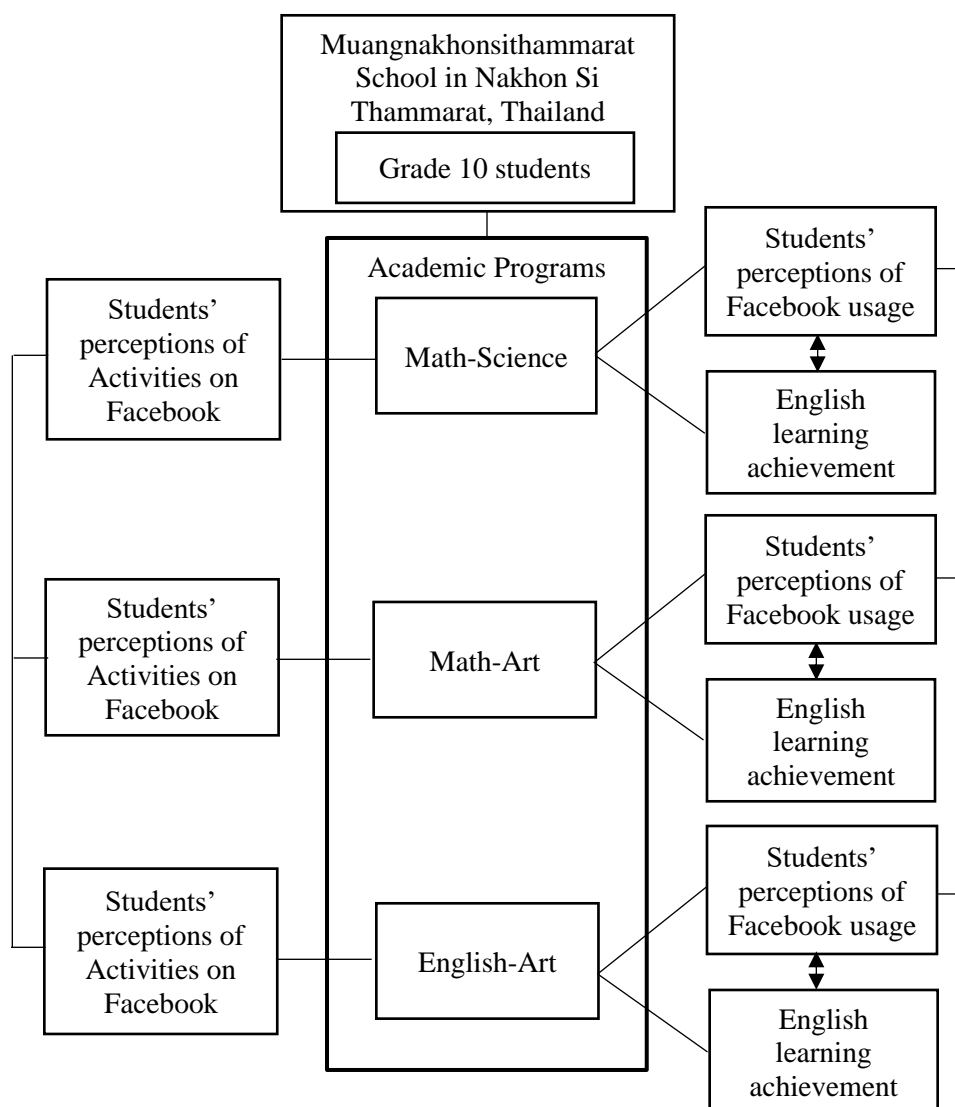 Muangnakhonsithammarat
School in Nakhon Si
Thammarat, Thailand
Grade 10 students
Academic Programs
Students’
perceptions of
Activities on
Facebook
Math-Science
Students’
perceptions of
Facebook usage
English
learning
achievement
Students’
perceptions of
Activities on
Facebook
Math-Art
Students’
perceptions of
Facebook usage
English
learning
achievement
Students’
perceptions of
Activities on
Facebook
English-Art
Students’
perceptions of
Facebook usage
English
learning
achievement